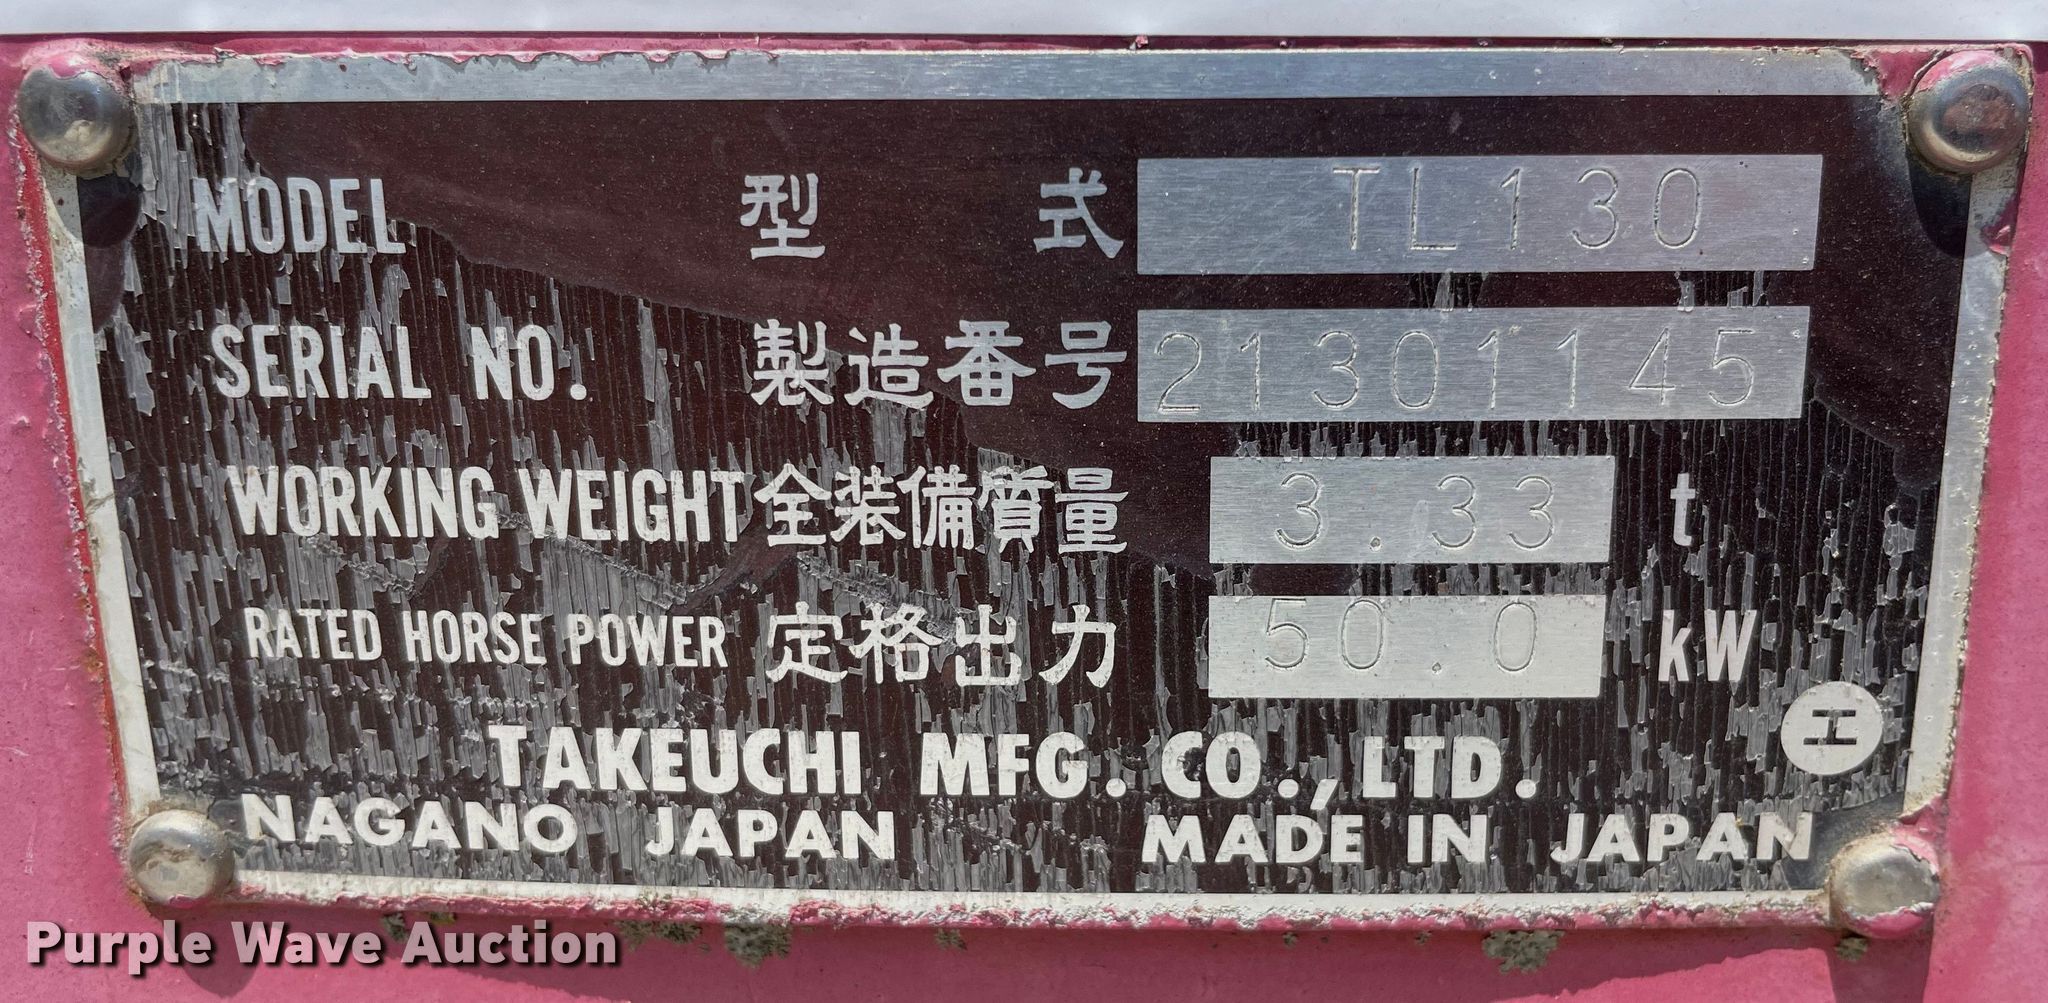 MODEL 型式 TL130
SERIAL NO. 製造番号 21301145
WORKING WEIGHT 全装備質量 3.33 t
RATED HORSE POWER 定格出力 50.0 kW
TAKEUCHI MFG. CO., LTD.
NAGANO JAPAN MADE IN JAPAN
Purple Wave Auction